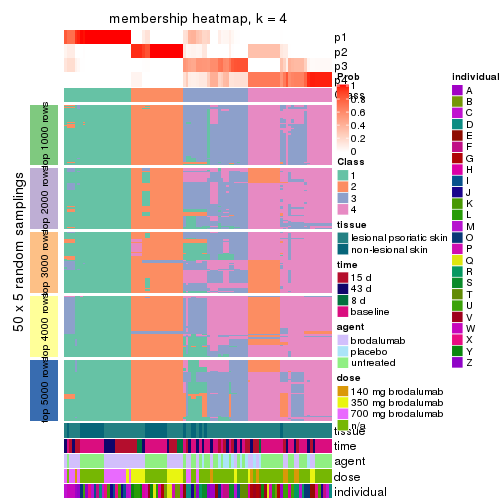 membership heatmap, k = 4
p1
p2
p3
p4
Class
50 x 5 random samplings
top 1000 rows
top 2000 rows
top 3000 rows
top 4000 rows
top 5000 rows
tissue
time
agent
dose
individual
Prob
1
0.8
0.6
0.4
0.2
0
Class
1
2
3
4
tissue
lesional psoriatic skin
non-lesional skin
time
15 d
43 d
8 d
baseline
agent
brodalumab
placebo
untreated
dose
140 mg brodalumab
350 mg brodalumab
700 mg brodalumab
n/a
individual
A
B
C
D
E
F
G
H
I
J
K
L
M
O
P
Q
R
S
T
U
V
W
X
Y
Z